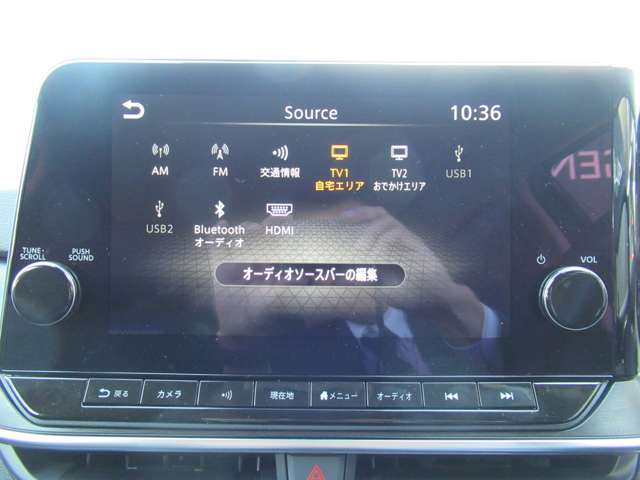 Source
10:36
AM
FM
交通情報
TV1
自宅エリア
TV2
おでかけエリア
USB1
USB2
Bluetooth
オーディオ
HDMI
オーディオソースバーの編集
TUNE・
SCROLL
PUSH
SOUND
VOL
戻る
カメラ
現在地
メニュー
オーディオ